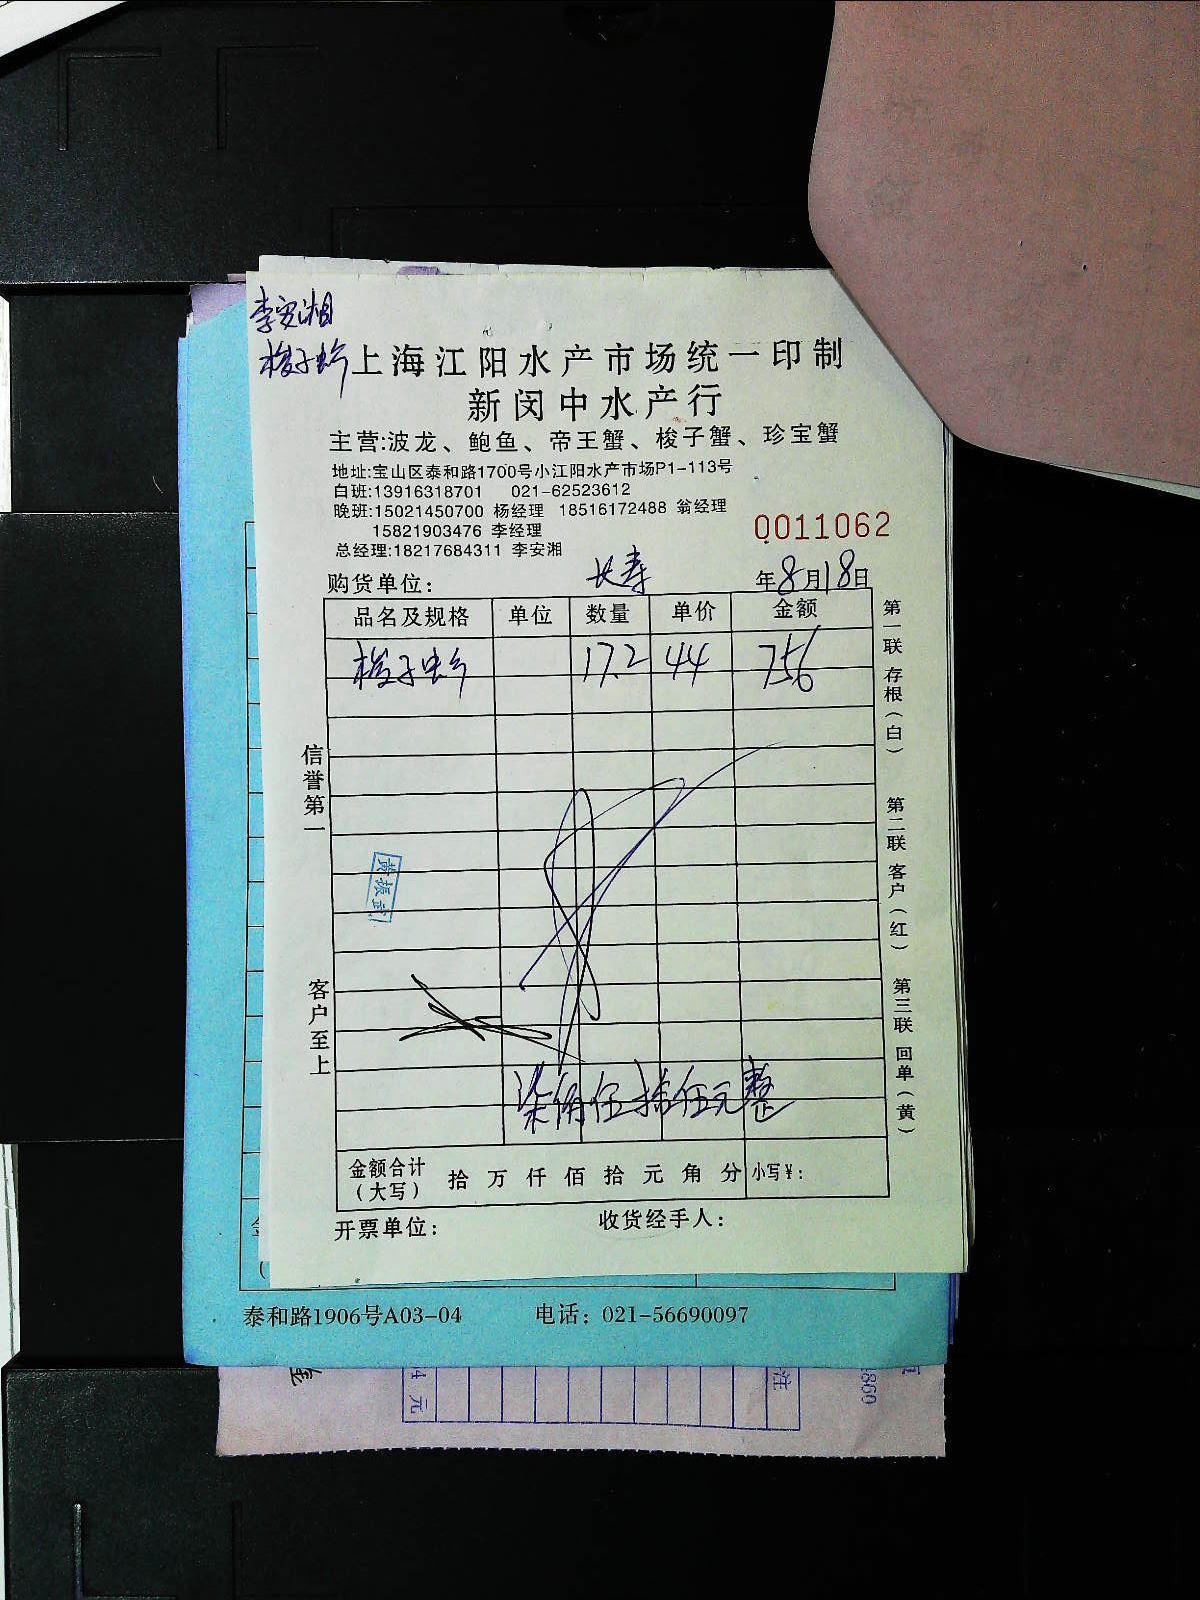 李安湘
梭子蚧
上海江阳水产市场统一印制
新闵中水产行
主营:波龙、鲍鱼、帝王蟹、梭子蟹、珍宝蟹
地址:宝山区泰和路1700号小江阳水产市场P1-113号
白班:13916318701 021-62523612
晚班:15021450700 杨经理 18516172488 翁经理
15821903476 李经理
总经理:18217684311 李安湘
0011062
购货单位: 长寿 年8月18日
品名及规格 单位 数量 单价 金额
梭子蚧 17.2 44 756
信誉第一
客户至上
黄振武
第一联 存根(白)
第二联 客户(红)
第三联 回单(黄)
柒佰伍拾伍元整
金额合计(大写) 拾 万 仟 佰 拾 元 角 分 小写¥:
开票单位: 收货经手人:
泰和路1906号A03-04 电话: 021-56690097
4 元
注